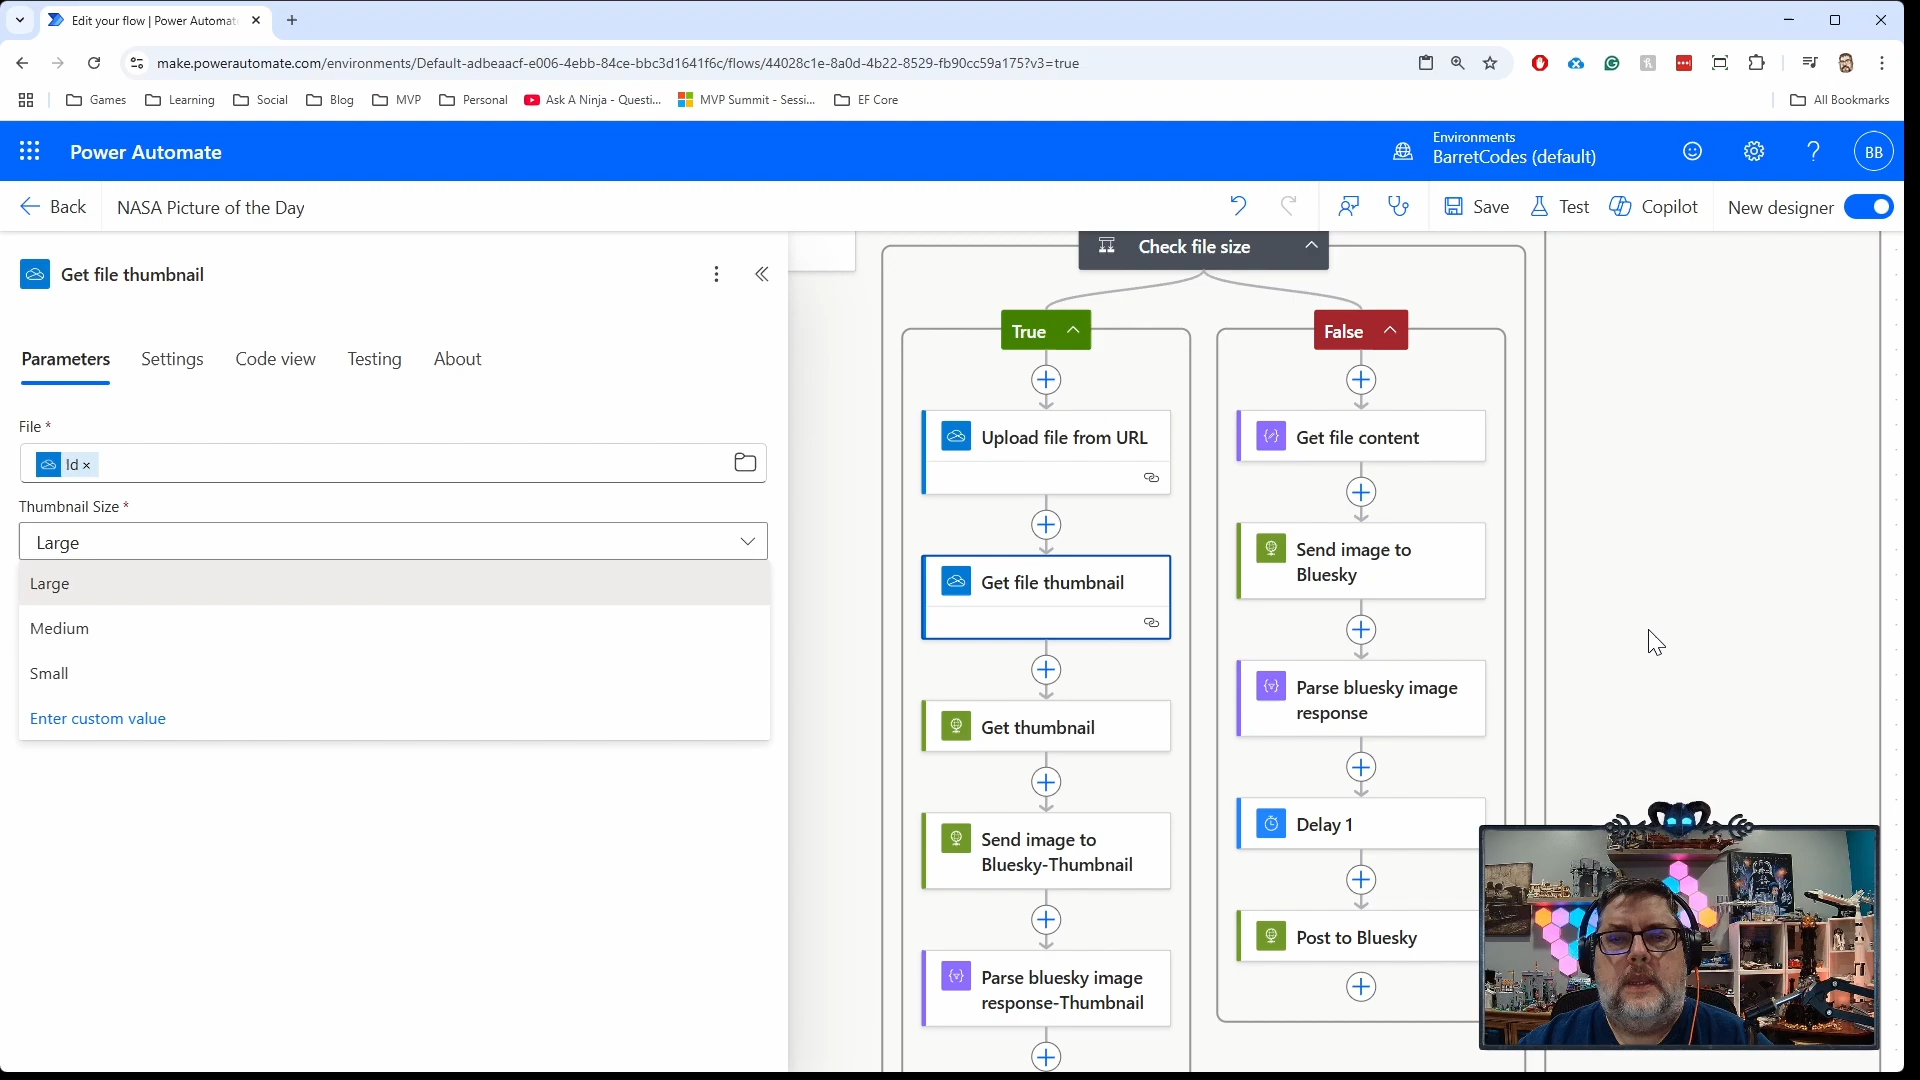 Edit your flow | Power Automat
make.powerautomate.com/environments/Default-adbeaacf-e006-4ebb-84ce-bbc3d1641f6c/flows/44028c1e-8a0d-4b22-8529-fb90cc59a175?v3=true
Games
Learning
Social
Blog
MVP
Personal
Ask A Ninja - Questi...
MVP Summit - Sessi...
EF Core
All Bookmarks
Power Automate
Environments
BarretCodes (default)
BB
Back
NASA Picture of the Day
Save
Test
Copilot
New designer
Get file thumbnail
Parameters
Settings
Code view
Testing
About
File *
Id ×
Thumbnail Size *
Large
Large
Medium
Small
Enter custom value
Check file size
True
False
Upload file from URL
Get file content
Get file thumbnail
Send image to
Bluesky
Get thumbnail
Parse bluesky image
response
Send image to
Bluesky-Thumbnail
Delay 1
Post to Bluesky
Parse bluesky image
response-Thumbnail